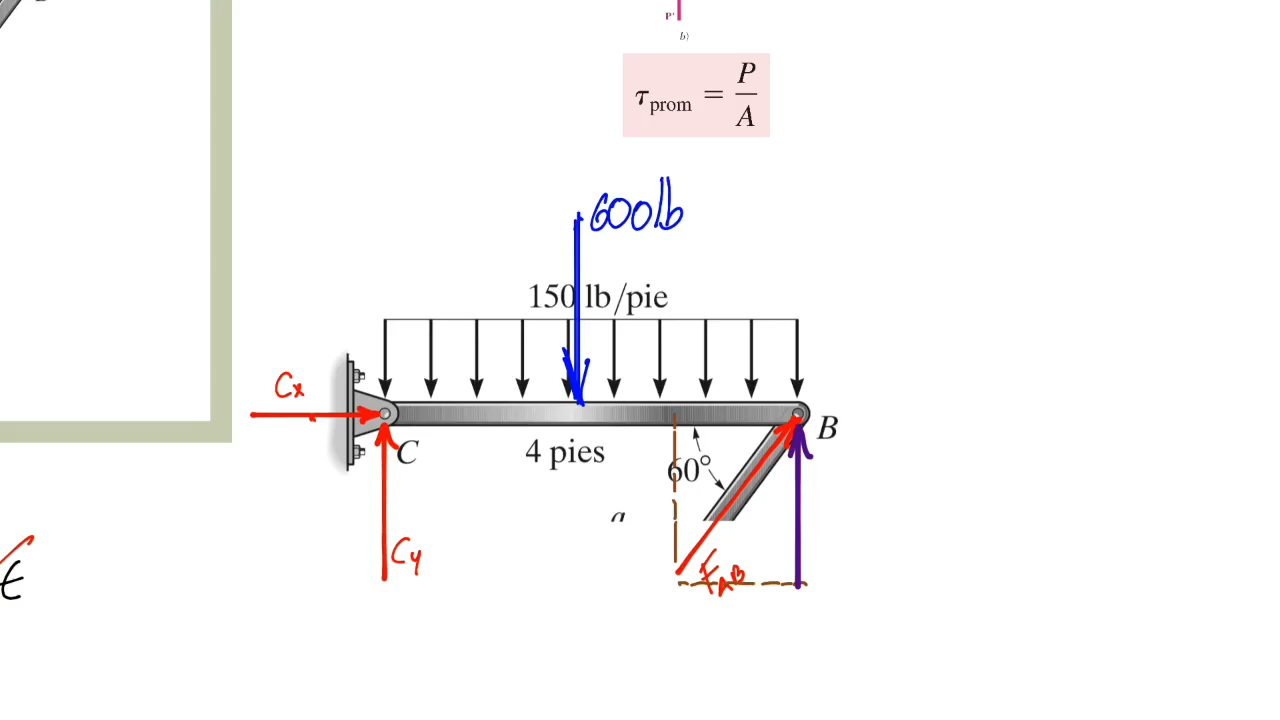 P'
b)
τprom = P/A
600lb
150 lb/pie
Cx
C
4 pies
60°
B
a
Cy
FAB